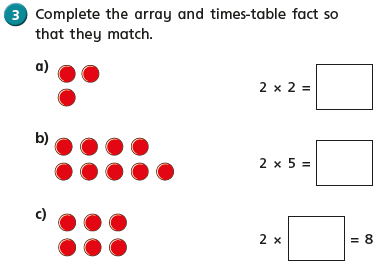 3 Complete the array and times-table fact so
that they match.
a)
2 × 2 =
b)
2 × 5 =
c)
2 × = 8